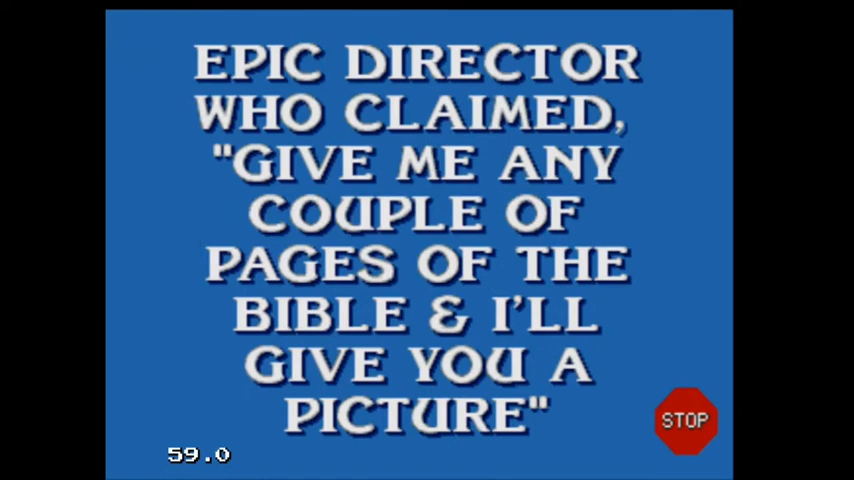 EPIC DIRECTOR
WHO CLAIMED,
"GIVE ME ANY
COUPLE OF
PAGES OF THE
BIBLE & I'LL
GIVE YOU A
PICTURE"
STOP
59.0